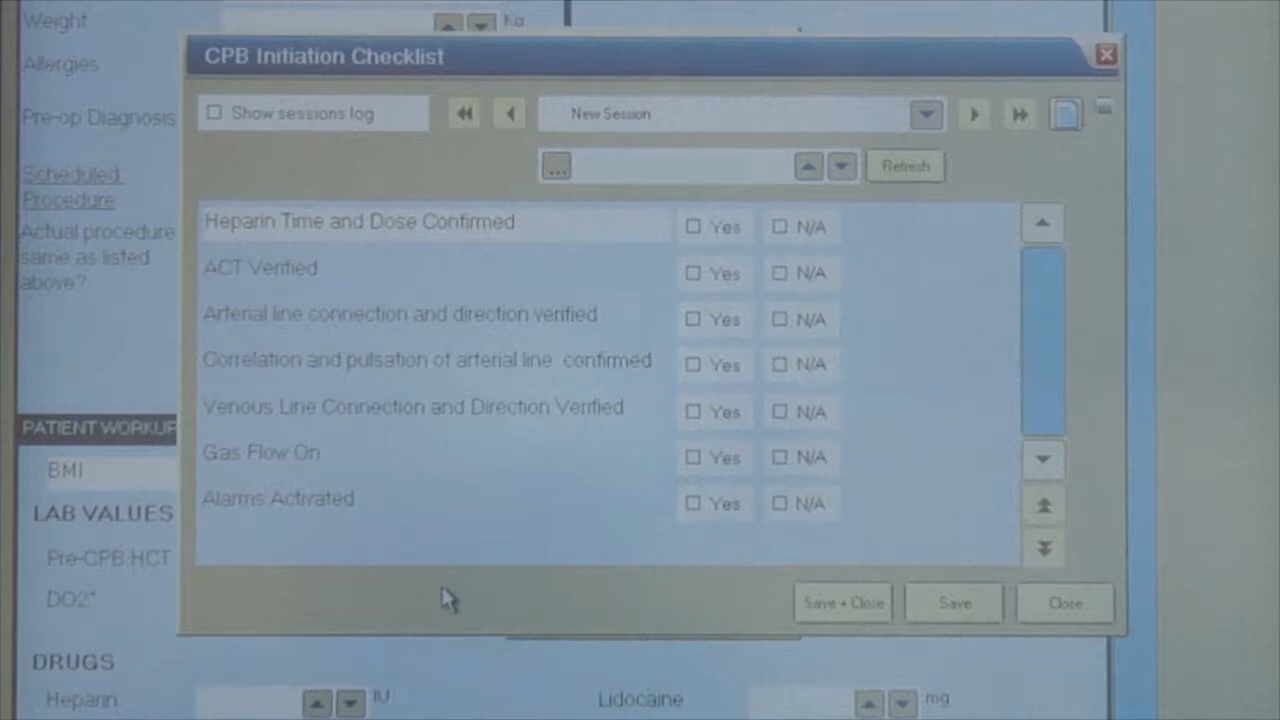 Weight
Kg
Allergies
Pre-op Diagnosis
Scheduled
Procedure
Actual procedure
same as listed
above?
PATIENT WORKUP
BMI
LAB VALUES
Pre-CPB HCT
DO2*
DRUGS
Heparin
IU
Lidocaine
mg
CPB Initiation Checklist
Show sessions log
New Session
...
Refresh
Heparin Time and Dose Confirmed Yes N/A
ACT Verified Yes N/A
Arterial line connection and direction verified Yes N/A
Correlation and pulsation of arterial line confirmed Yes N/A
Venous Line Connection and Direction Verified Yes N/A
Gas Flow On Yes N/A
Alarms Activated Yes N/A
Save + Close
Save
Close